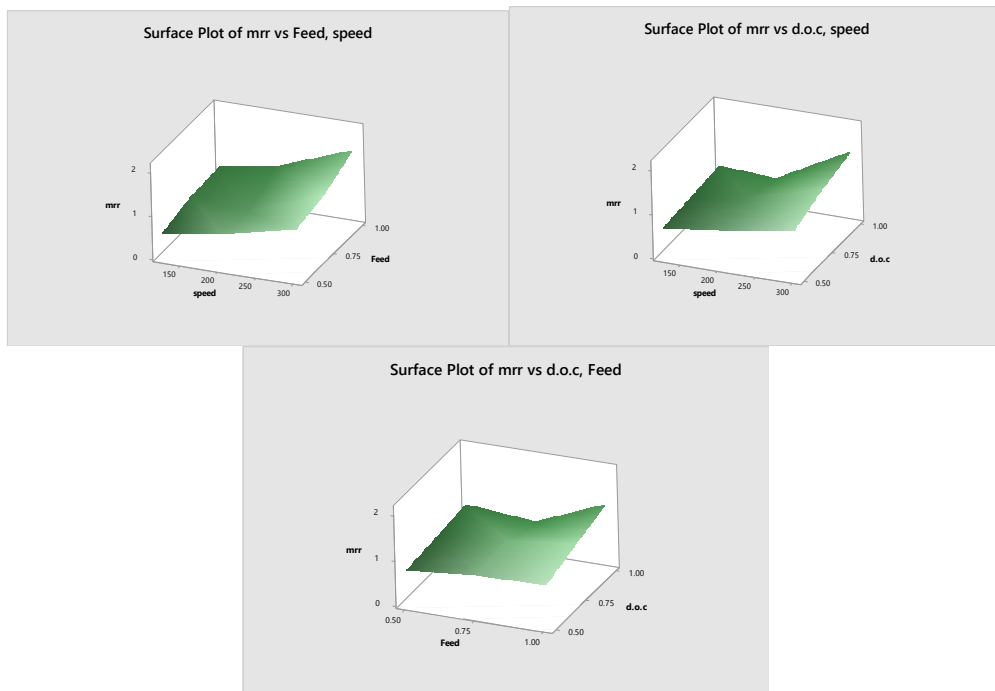 Surface Plot of mrr vs Feed, speed
2
mrr
1
0
150
200
250
300
speed
0.50
0.75
1.00
Feed
Surface Plot of mrr vs d.o.c, speed
2
mrr
1
0
150
200
250
300
speed
0.50
0.75
1.00
d.o.c
Surface Plot of mrr vs d.o.c, Feed
2
mrr
1
0
0.50
0.75
1.00
Feed
0.50
0.75
1.00
d.o.c